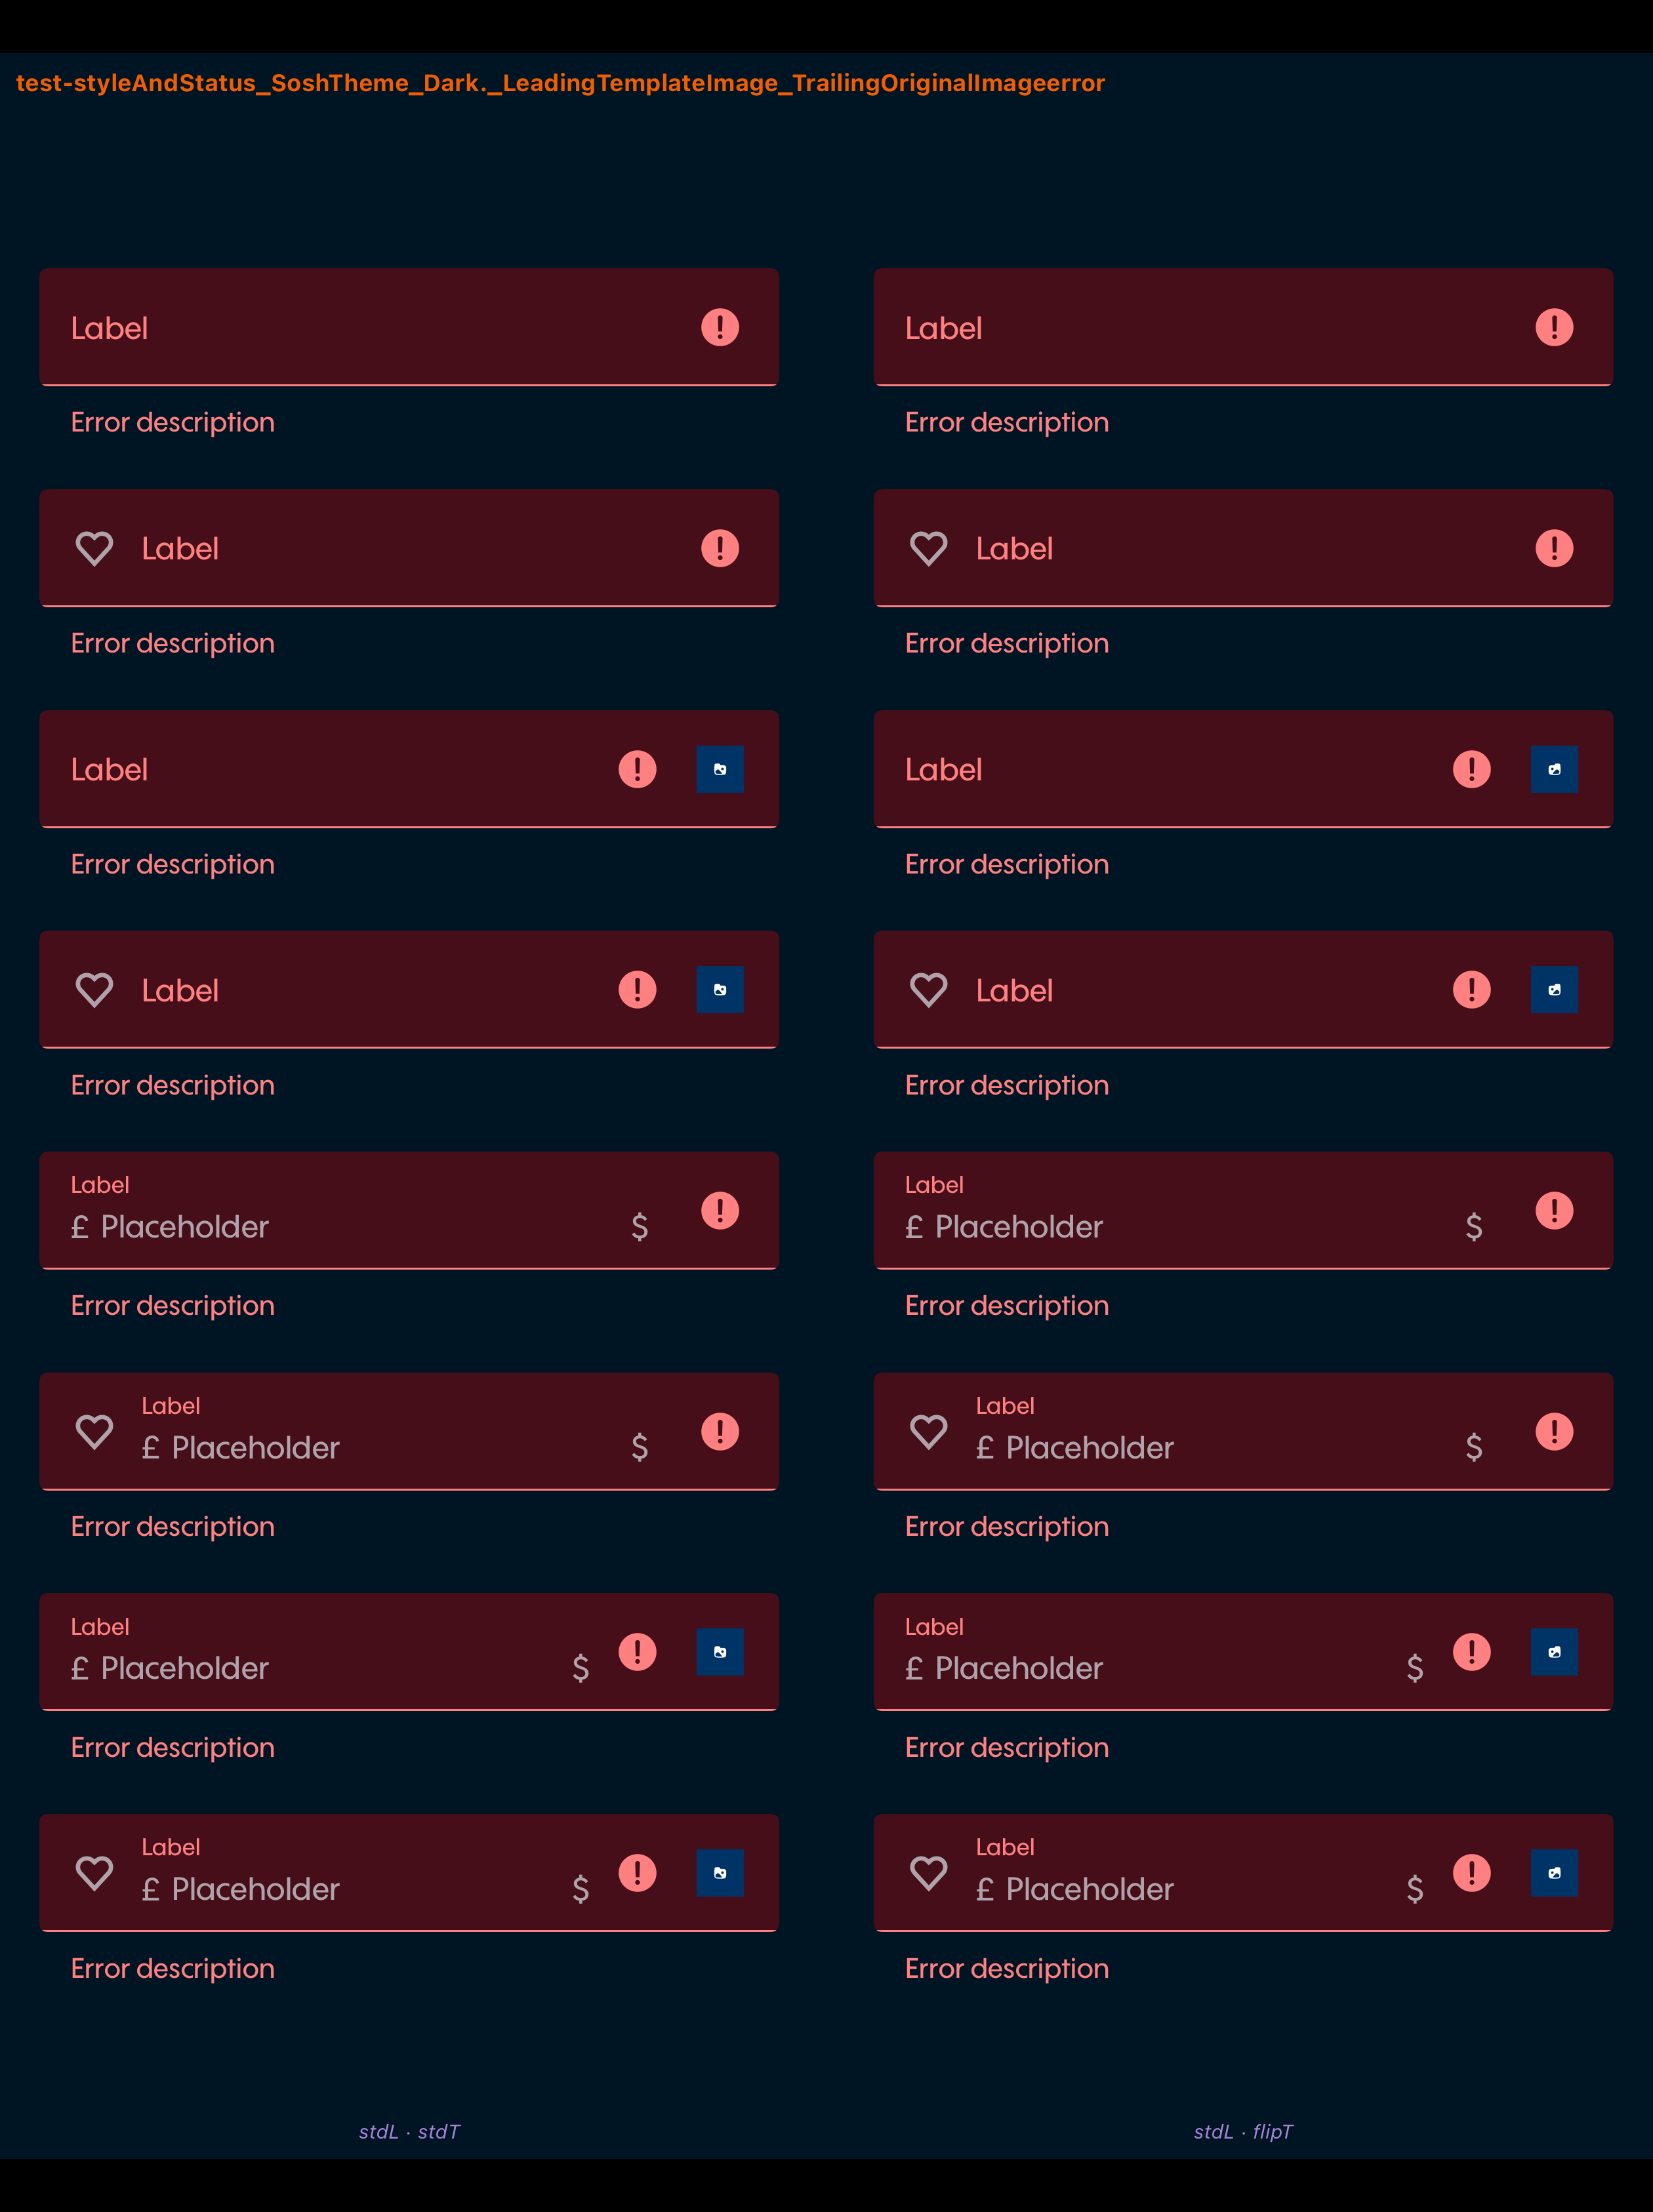 test-styleAndStatus_SoshTheme_Dark._LeadingTemplateImage_TrailingOriginalImageerror
Label
Error description
Label
Error description
Label
Error description
Label
Error description
Label
£ Placeholder $
Error description
Label
£ Placeholder $
Error description
Label
£ Placeholder $
Error description
Label
£ Placeholder $
Error description
stdL · stdT
Label
Error description
Label
Error description
Label
Error description
Label
Error description
Label
£ Placeholder $
Error description
Label
£ Placeholder $
Error description
Label
£ Placeholder $
Error description
Label
£ Placeholder $
Error description
stdL · flipT